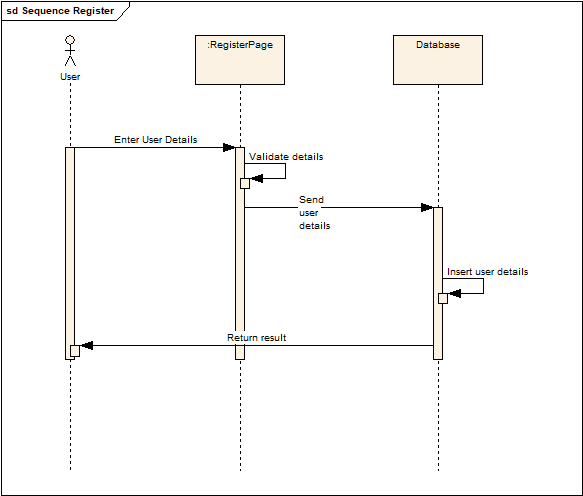 sd Sequence Register
:RegisterPage
Database
User
Enter User Details
Validate details
Send
user
details
Insert user details
Return result